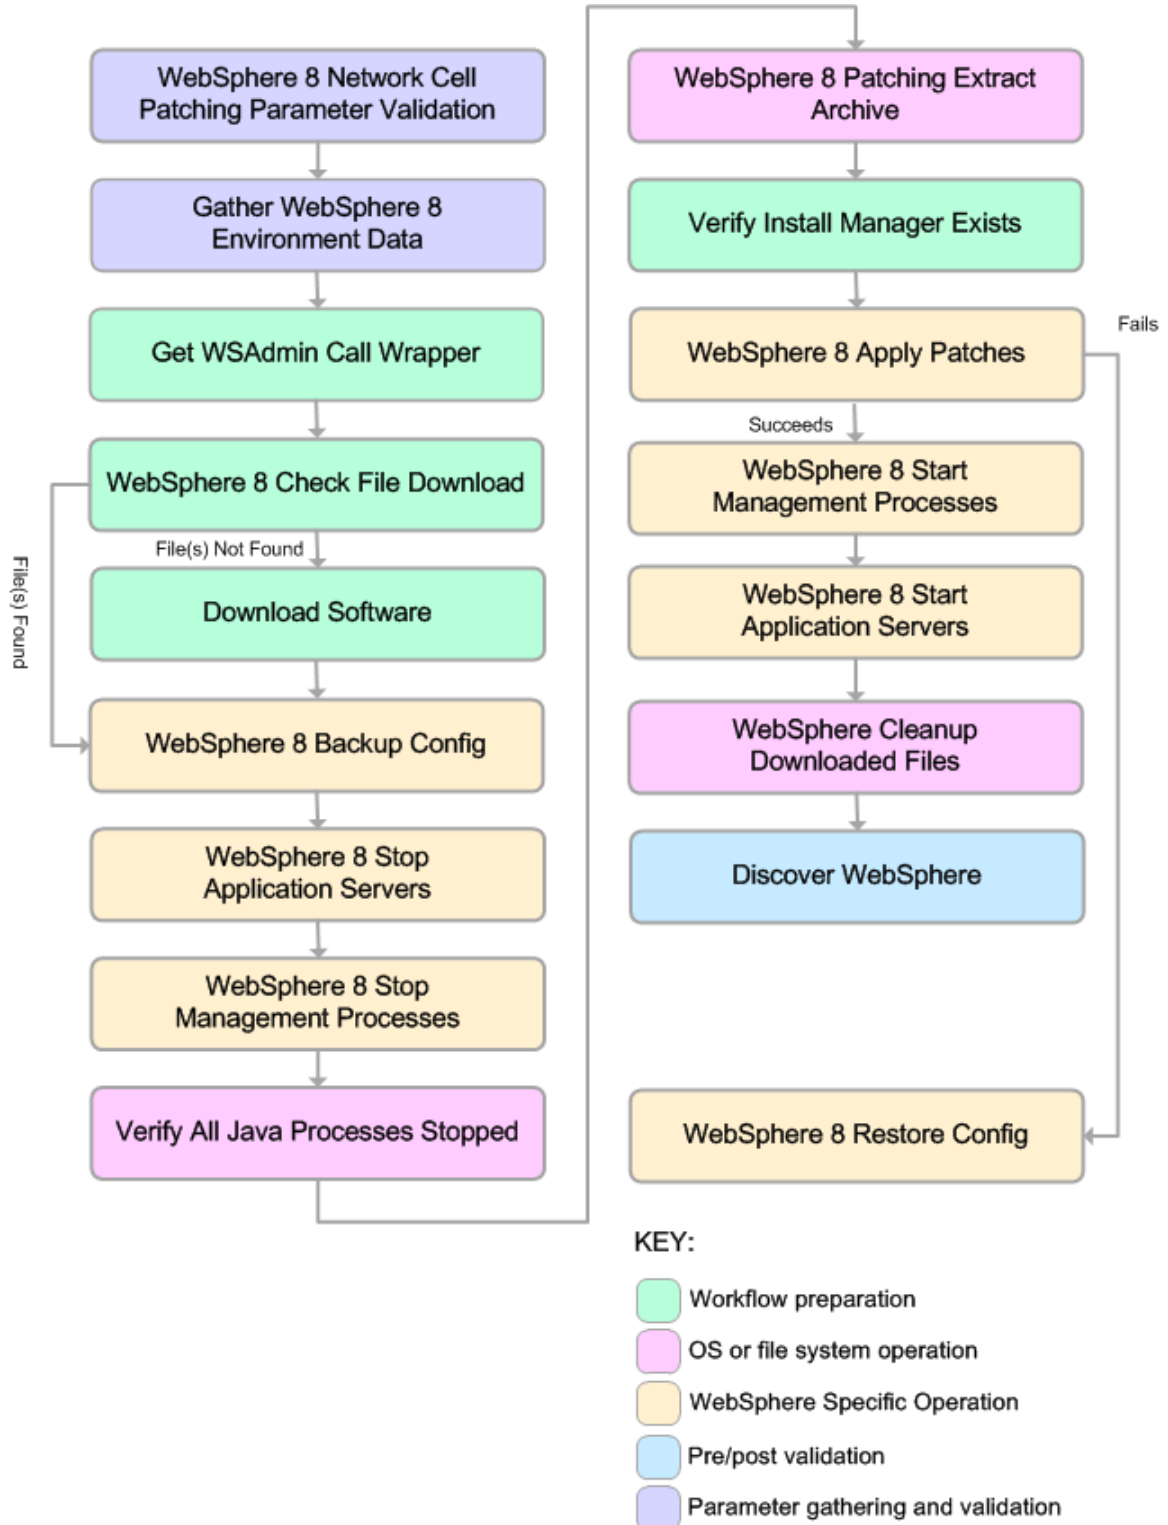 WebSphere 8 Network Cell
Patching Parameter Validation
Gather WebSphere 8
Environment Data
Get WSAdmin Call Wrapper
WebSphere 8 Check File Download
File(s) Not Found
File(s) Found
Download Software
WebSphere 8 Backup Config
WebSphere 8 Stop
Application Servers
WebSphere 8 Stop
Management Processes
Verify All Java Processes Stopped
WebSphere 8 Patching Extract
Archive
Verify Install Manager Exists
WebSphere 8 Apply Patches
Fails
Succeeds
WebSphere 8 Start
Management Processes
WebSphere 8 Start
Application Servers
WebSphere Cleanup
Downloaded Files
Discover WebSphere
WebSphere 8 Restore Config
KEY:
Workflow preparation
OS or file system operation
WebSphere Specific Operation
Pre/post validation
Parameter gathering and validation